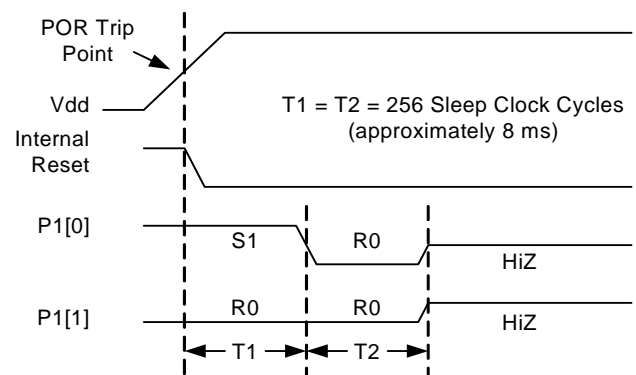 POR Trip
Point
Vdd
T1 = T2 = 256 Sleep Clock Cycles
(approximately 8 ms)
Internal
Reset
P1[0]
S1
R0
HiZ
P1[1]
R0
R0
HiZ
T1
T2